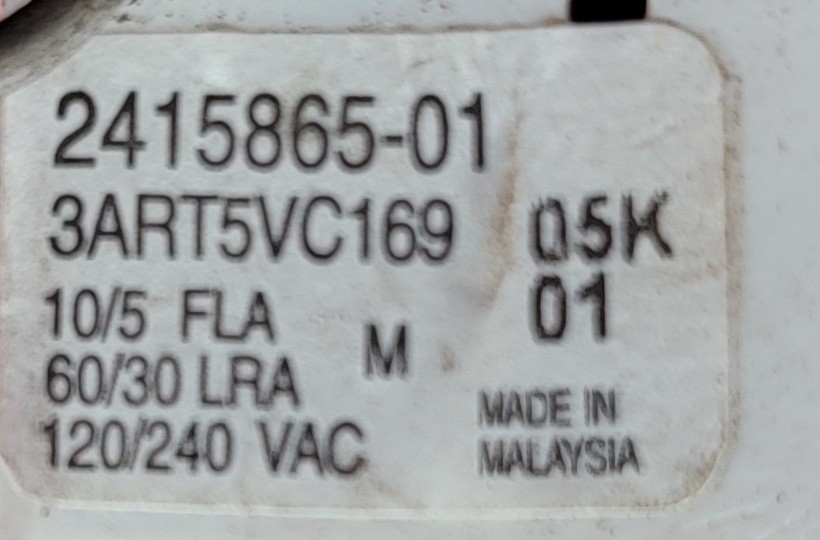 2415865-01
3ART5VC169 05K
01
10/5 FLA
M
60/30 LRA
120/240 VAC
MADE IN
MALAYSIA